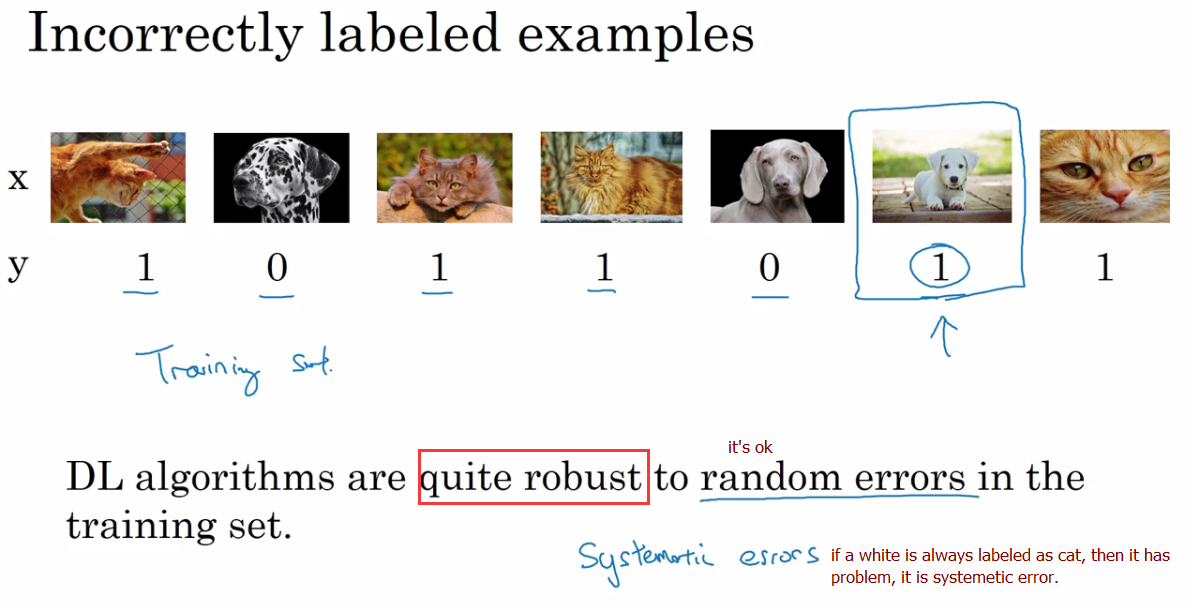 Incorrectly labeled examples
x
y 1 0 1 1 0 1 1
Training set.
it's ok
DL algorithms are quite robust to random errors in the
training set.
Systematic errors
if a white is always labeled as cat, then it has
problem, it is systemetic error.